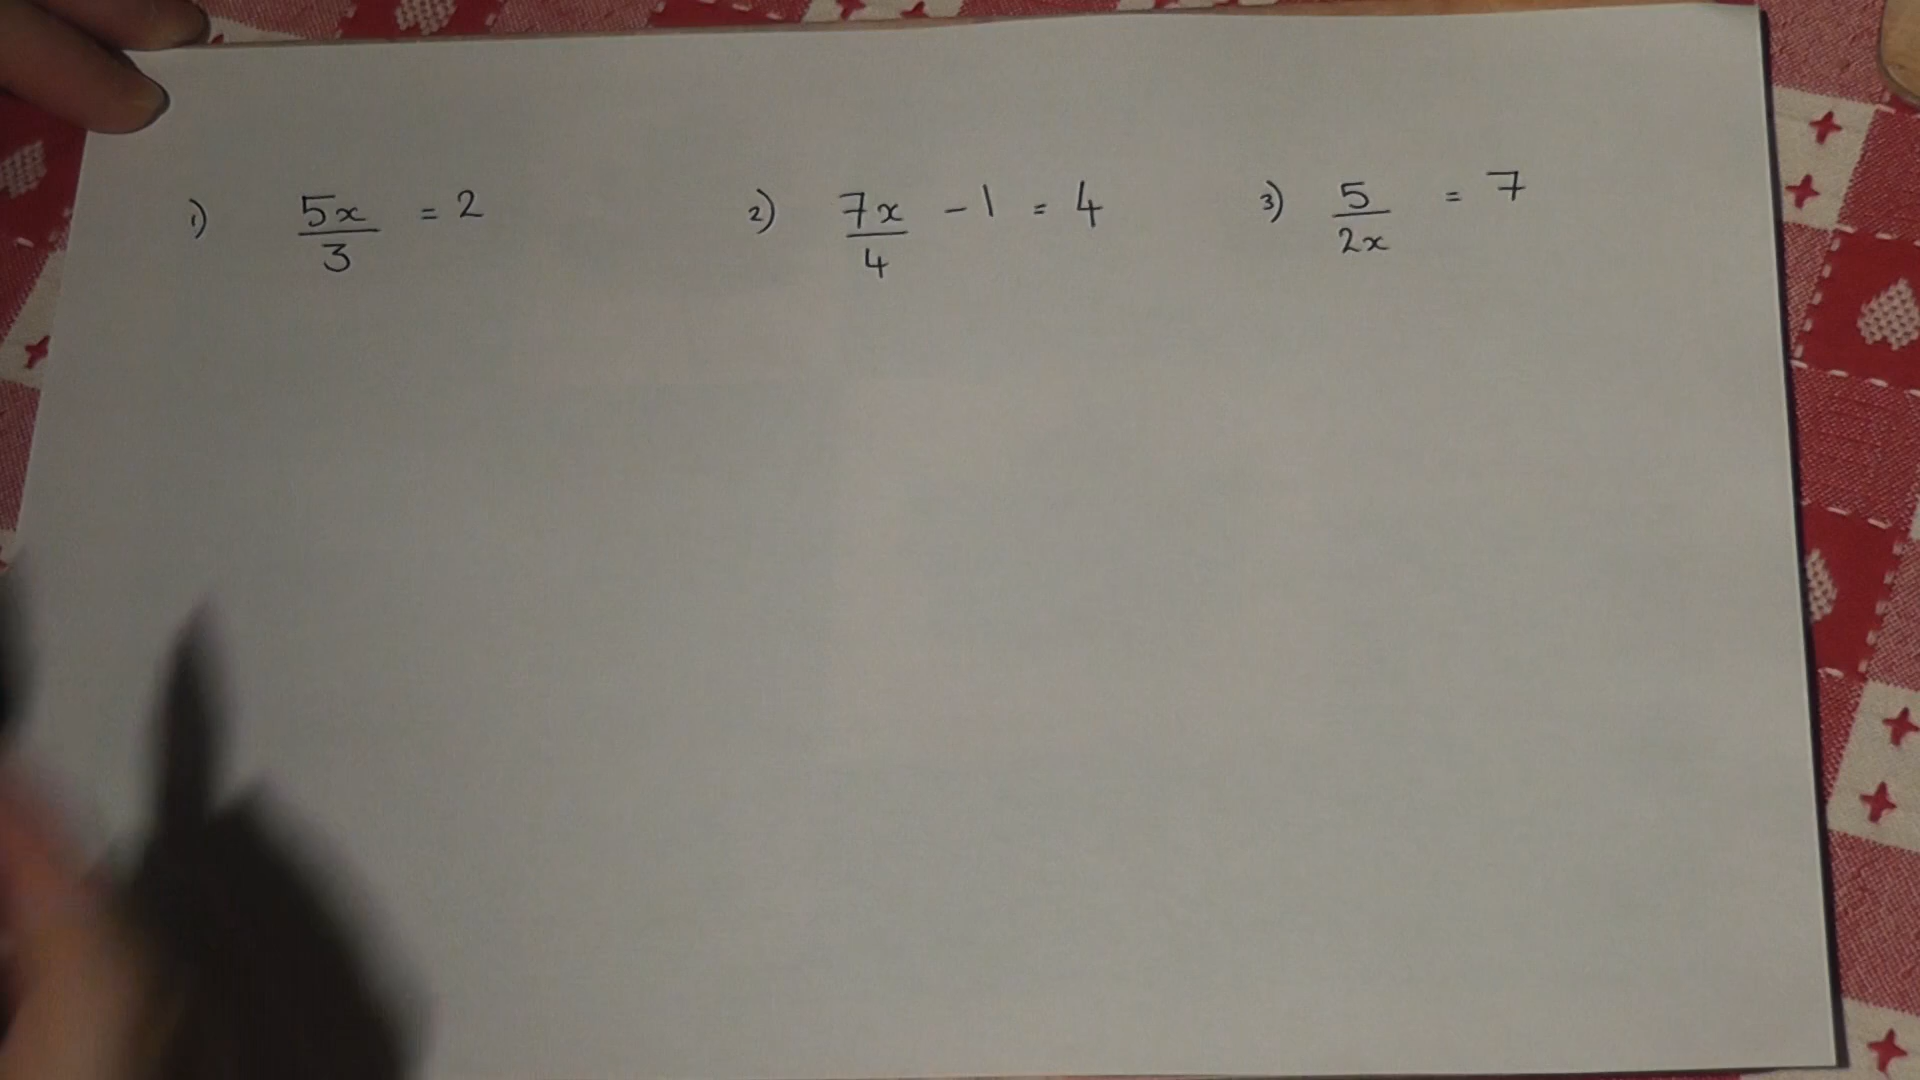 1) 5x/3 = 2
2) 7x/4 - 1 = 4
3) 5/2x = 7